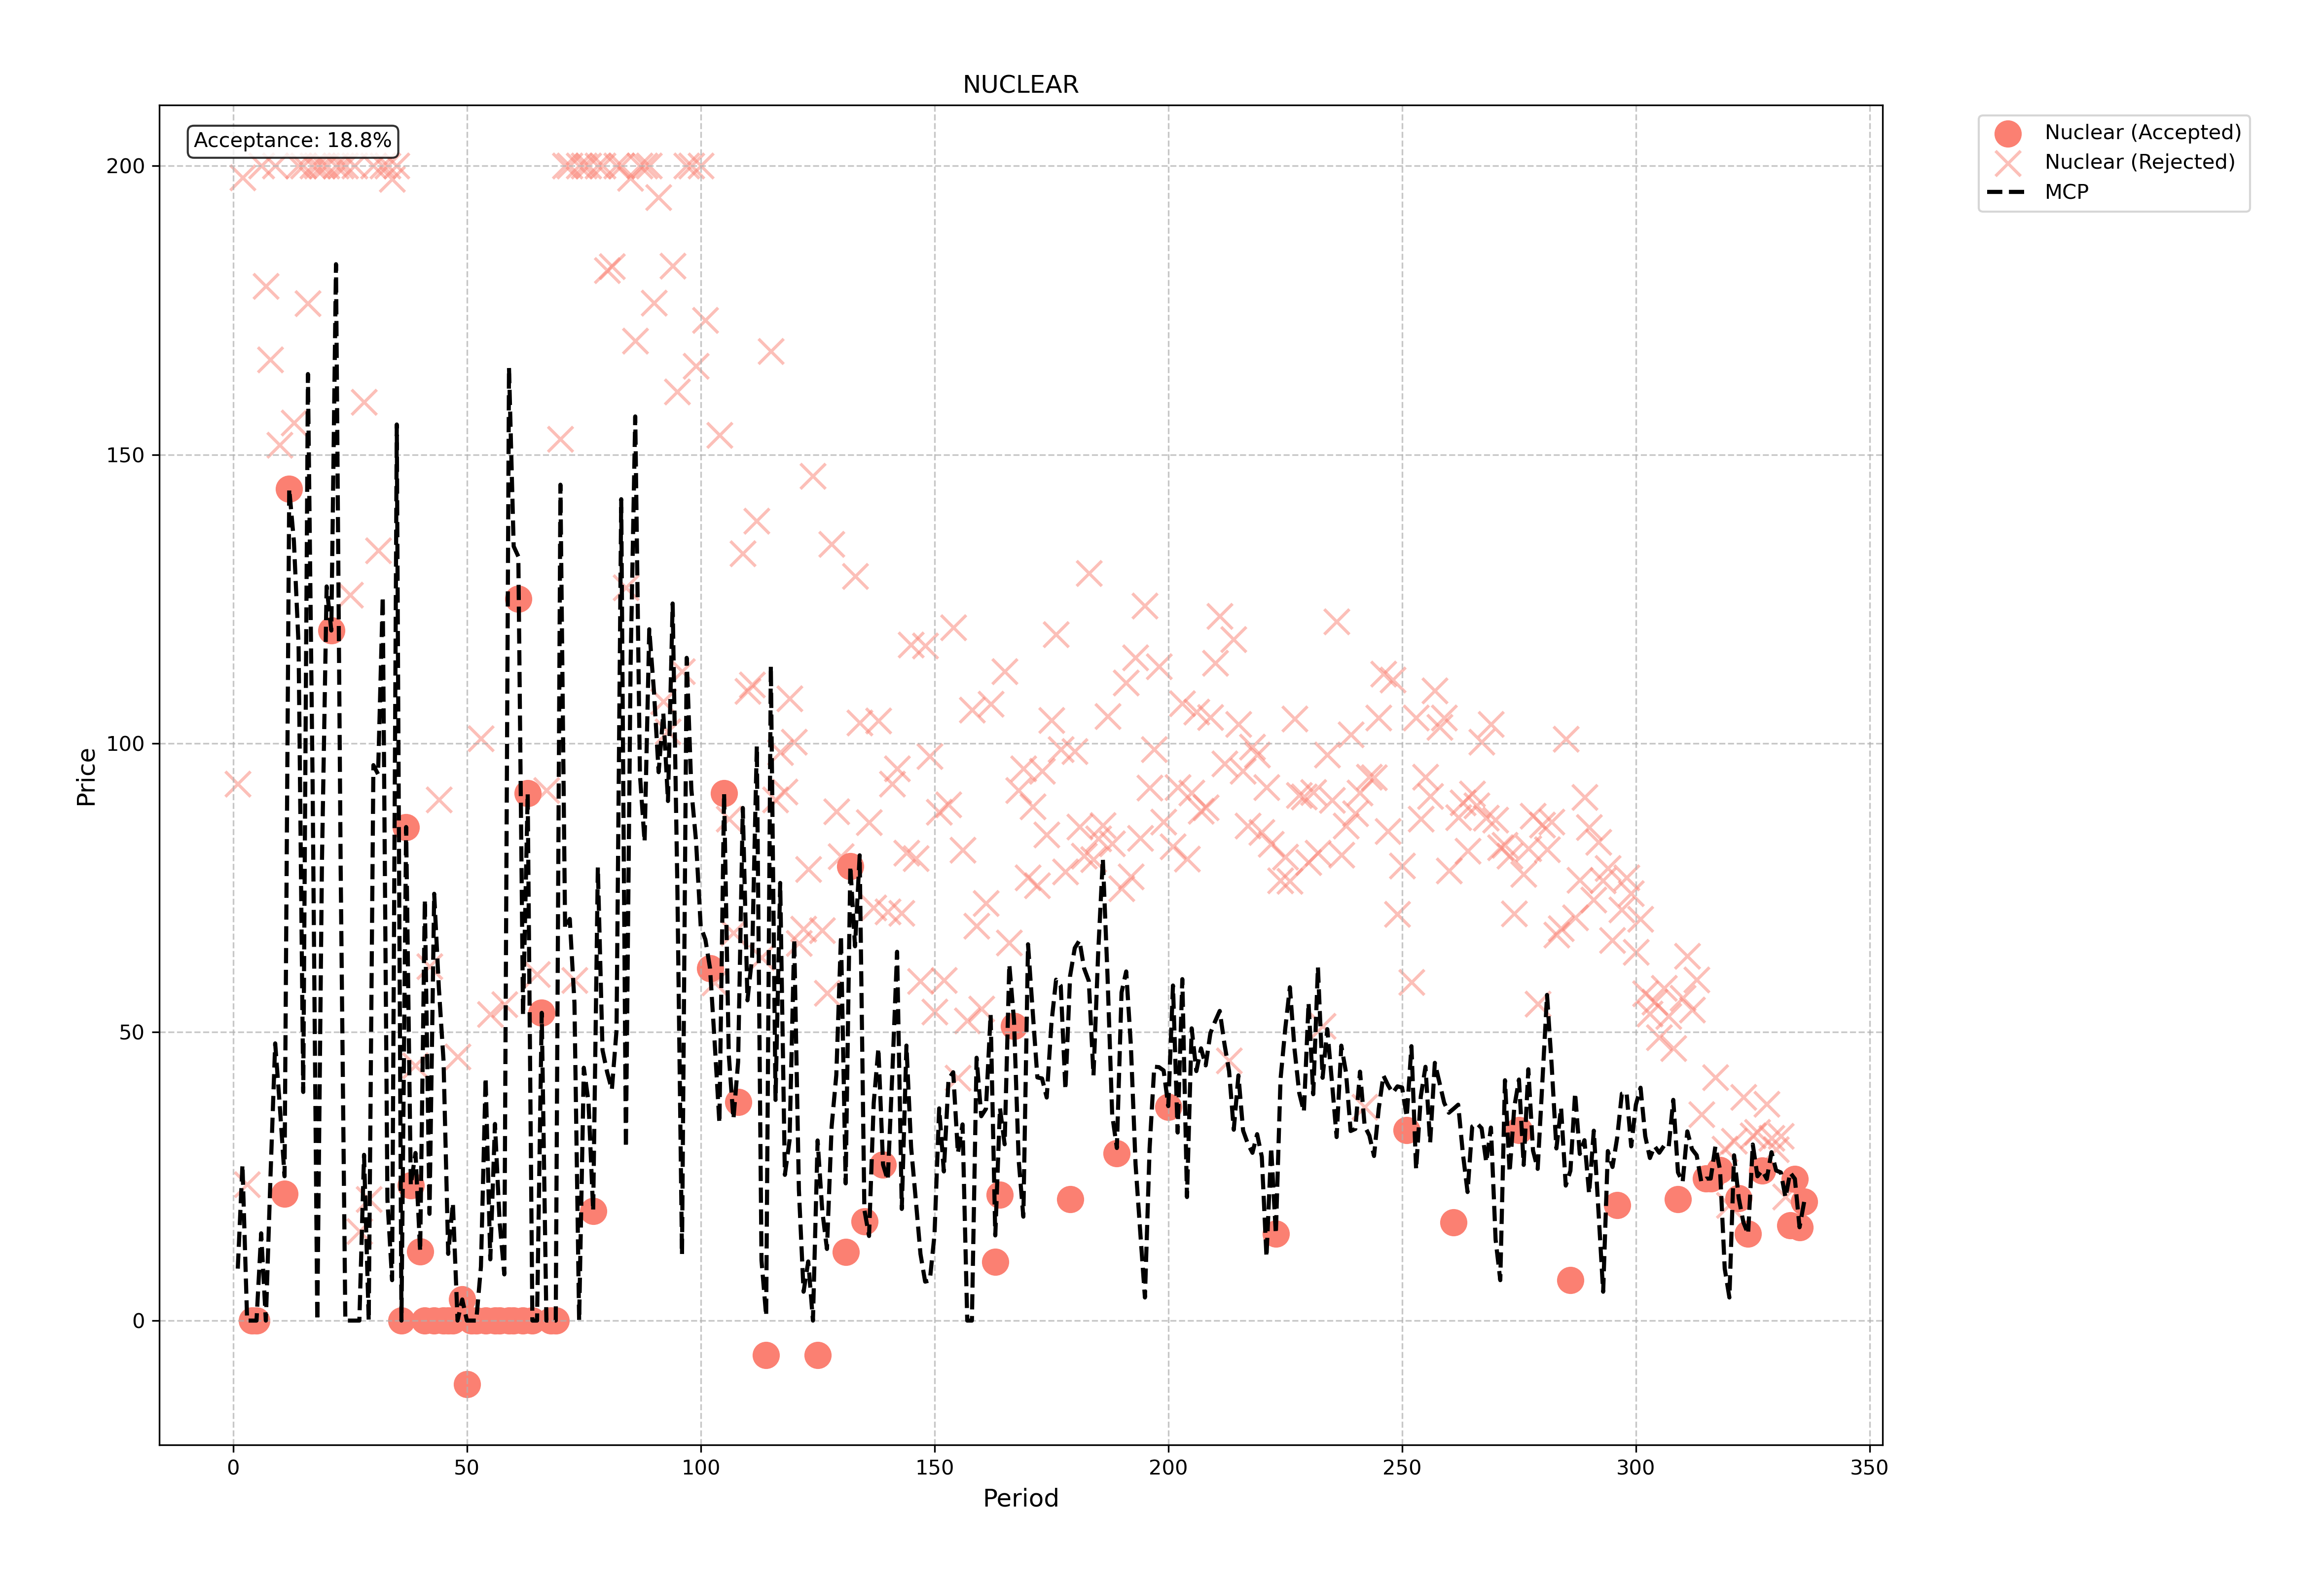 NUCLEAR
Acceptance: 18.8%
Nuclear (Accepted)
Nuclear (Rejected)
MCP
200
150
100
50
0
Price
0 50 100 150 200 250 300 350
Period